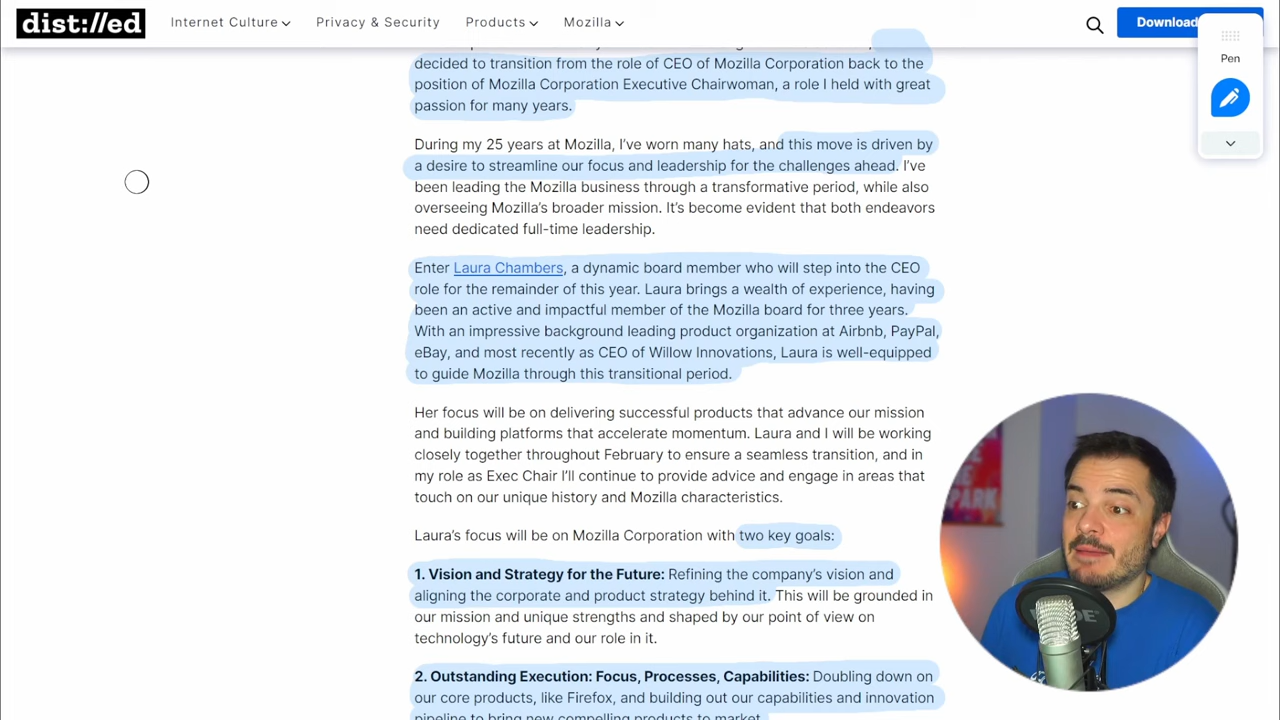 dist://ed
Internet Culture
Privacy & Security
Products
Mozilla
Download
Pen
decided to transition from the role of CEO of Mozilla Corporation back to the
position of Mozilla Corporation Executive Chairwoman, a role I held with great
passion for many years.
During my 25 years at Mozilla, I've worn many hats, and this move is driven by
a desire to streamline our focus and leadership for the challenges ahead. I've
been leading the Mozilla business through a transformative period, while also
overseeing Mozilla's broader mission. It's become evident that both endeavors
need dedicated full-time leadership.
Enter Laura Chambers, a dynamic board member who will step into the CEO
role for the remainder of this year. Laura brings a wealth of experience, having
been an active and impactful member of the Mozilla board for three years.
With an impressive background leading product organization at Airbnb, PayPal,
eBay, and most recently as CEO of Willow Innovations, Laura is well-equipped
to guide Mozilla through this transitional period.
Her focus will be on delivering successful products that advance our mission
and building platforms that accelerate momentum. Laura and I will be working
closely together throughout February to ensure a seamless transition, and in
my role as Exec Chair I'll continue to provide advice and engage in areas that
touch on our unique history and Mozilla characteristics.
Laura's focus will be on Mozilla Corporation with two key goals:
1. Vision and Strategy for the Future: Refining the company's vision and
aligning the corporate and product strategy behind it. This will be grounded in
our mission and unique strengths and shaped by our point of view on
technology's future and our role in it.
2. Outstanding Execution: Focus, Processes, Capabilities: Doubling down on
our core products, like Firefox, and building out our capabilities and innovation
pipeline to bring new compelling products to market.